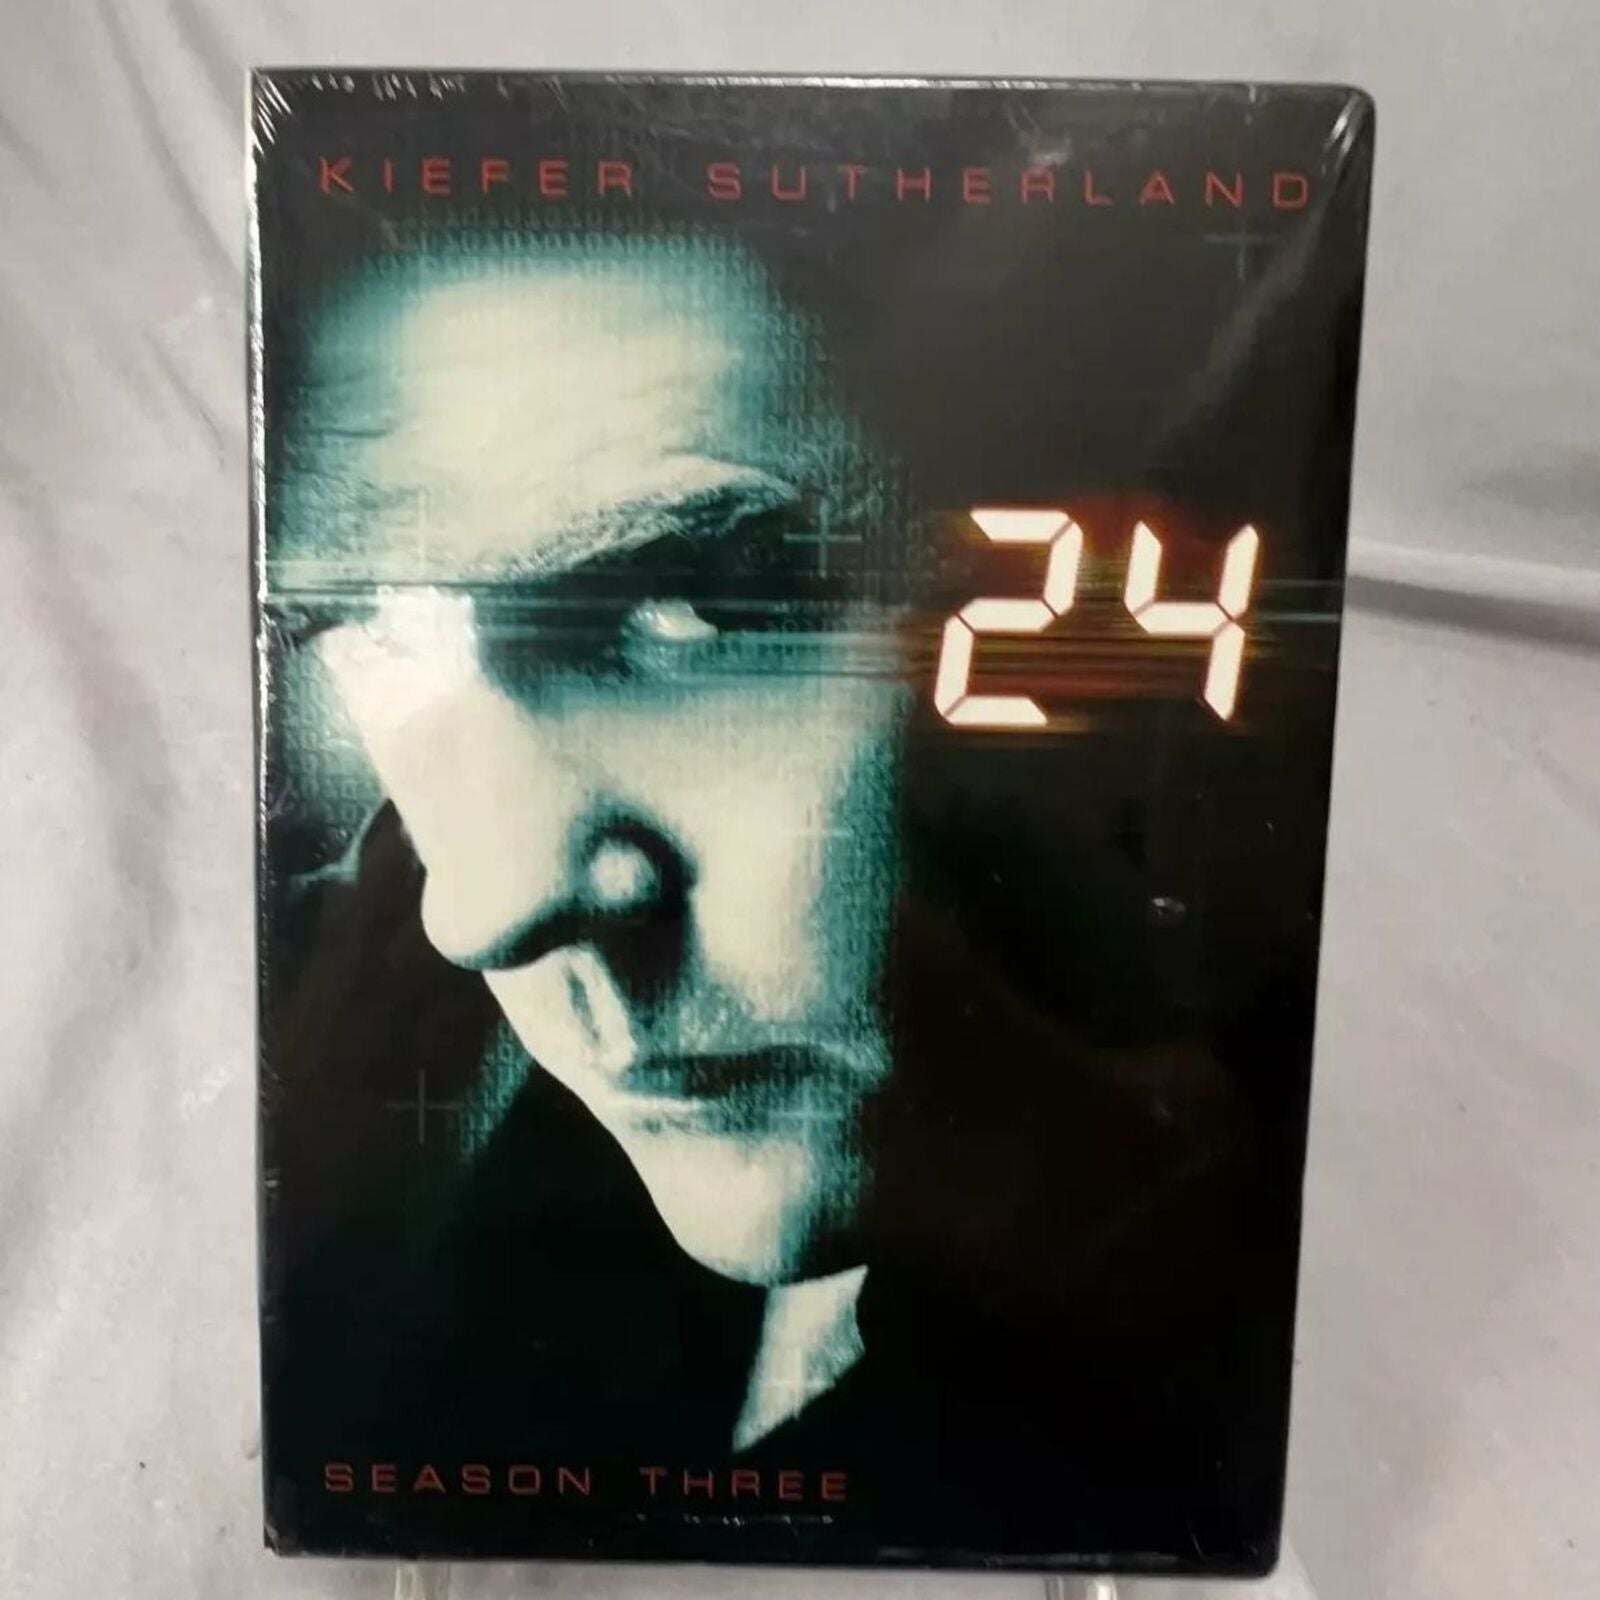 KIEFER SUTHERLAND
24
SEASON THREE